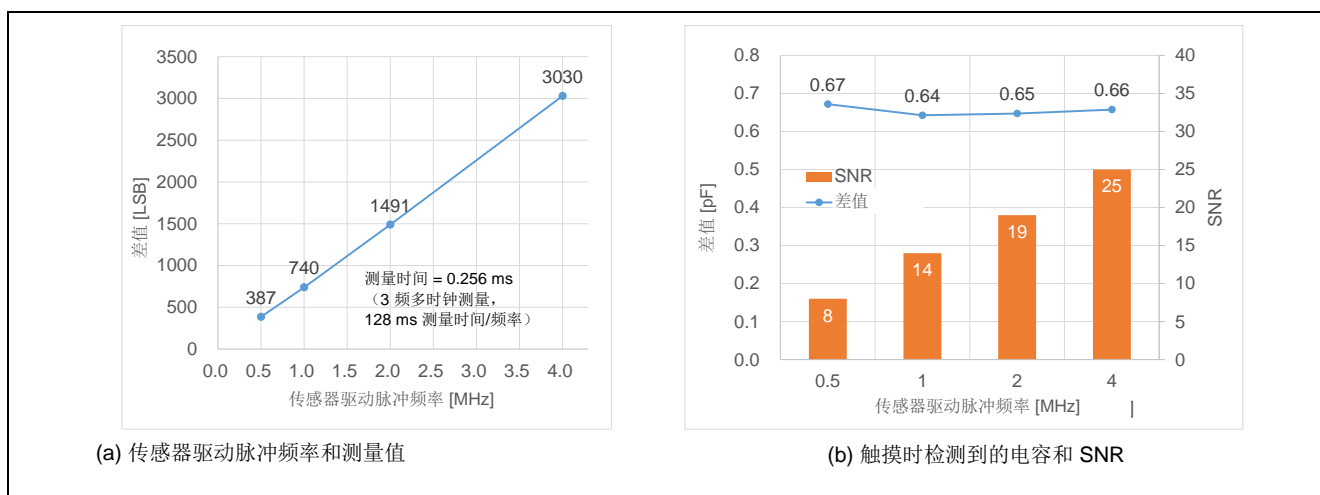 3500
3000
2500
2000
1500
1000
500
0
差值 [LSB]
387
740
1491
3030
测量时间 = 0.256 ms
（3 频多时钟测量，
128 ms 测量时间/频率）
0.0 0.5 1.0 1.5 2.0 2.5 3.0 3.5 4.0
传感器驱动脉冲频率 [MHz]
(a) 传感器驱动脉冲频率和测量值
0.8
0.7
0.6
0.5
0.4
0.3
0.2
0.1
0.0
差值 [pF]
0.67
0.64
0.65
0.66
SNR
差值
8
14
19
25
40
35
30
25
20
15
10
5
0
SNR
0.5 1 2 4
传感器驱动脉冲频率 [MHz]
(b) 触摸时检测到的电容和 SNR